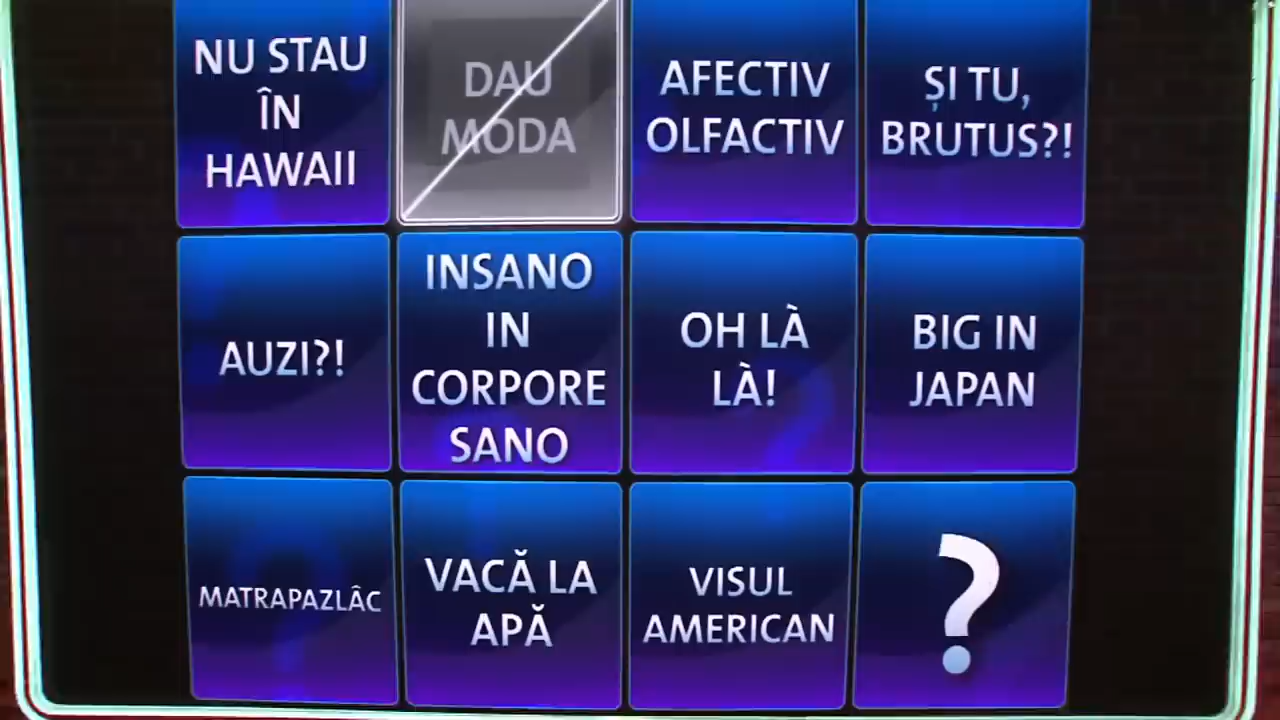 NU STAU
ÎN
HAWAII
DAU
MODA
AFECTIV
OLFACTIV
ȘI TU,
BRUTUS?!
AUZI?!
INSANO
IN
CORPORE
SANO
OH LÀ
LÀ!
BIG IN
JAPAN
MATRAPAZLÂC
VACĂ LA
APĂ
VISUL
AMERICAN
?